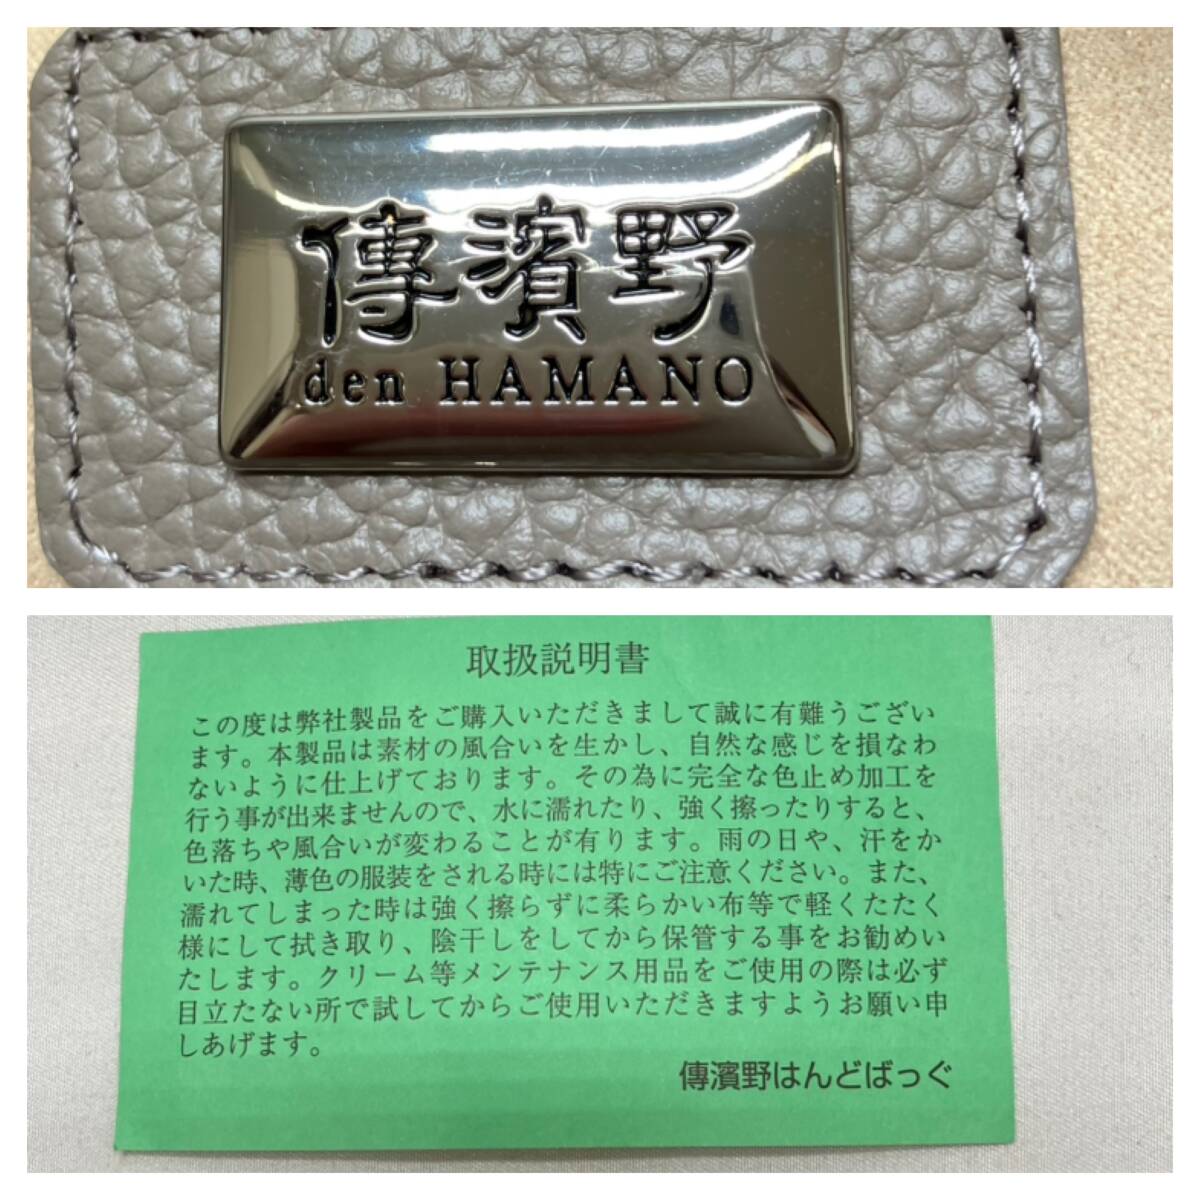 傳濱野
den HAMANO
取扱説明書
この度は弊社製品をご購入いただきまして誠に有難うござい
ます。本製品は素材の風合いを生かし、自然な感じを損なわ
ないように仕上げております。その為に完全な色止め加工を
行う事が出来ませんので、水に濡れたり、強く擦ったりすると、
色落ちや風合いが変わることが有ります。雨の日や、汗をか
いた時、薄色の服装をされる時には特にご注意ください。また、
濡れてしまった時は強く擦らずに柔らかい布等で軽くたたく
様にして拭き取り、陰干しをしてから保管する事をお勧めい
たします。クリーム等メンテナンス用品をご使用の際は必ず
目立たない所で試してからご使用いただきますようお願い申
しあげます。
傳濱野はんどばっぐ